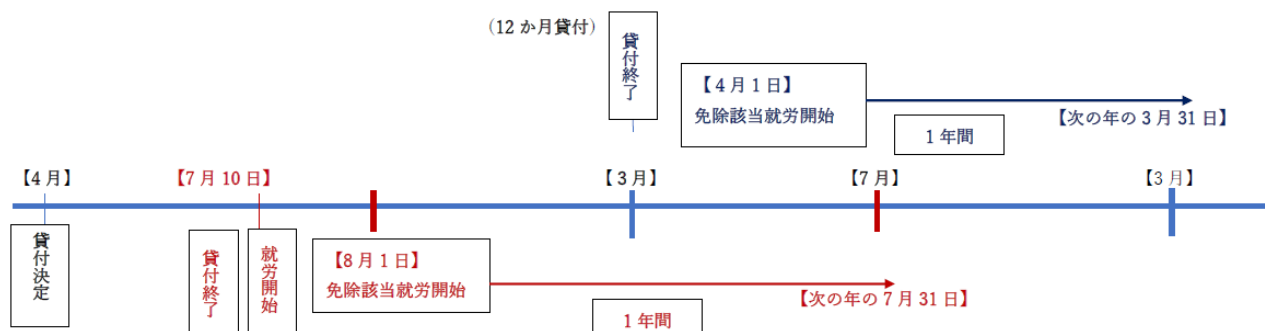 (12か月貸付)
貸付終了
【4月1日】
免除該当就労開始
【次の年の3月31日】
1年間
【4月】
【7月10日】
【3月】
【7月】
【3月】
貸付決定
貸付終了
就労開始
【8月1日】
免除該当就労開始
【次の年の7月31日】
1年間